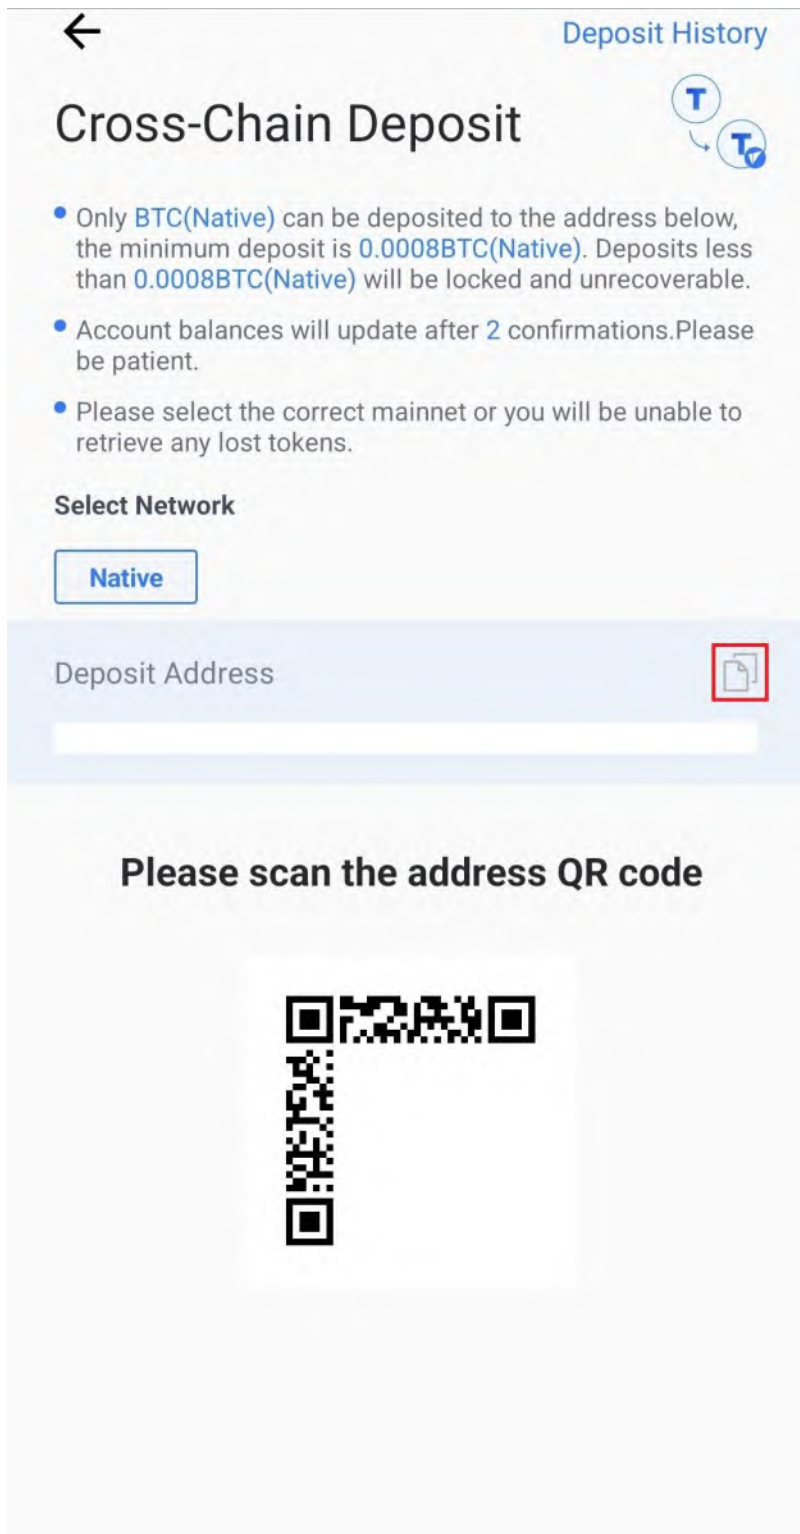 Deposit History
Cross-Chain Deposit
T
T
Only BTC(Native) can be deposited to the address below,
the minimum deposit is 0.0008BTC(Native). Deposits less
than 0.0008BTC(Native) will be locked and unrecoverable.
Account balances will update after 2 confirmations.Please
be patient.
Please select the correct mainnet or you will be unable to
retrieve any lost tokens.
Select Network
Native
Deposit Address
Please scan the address QR code